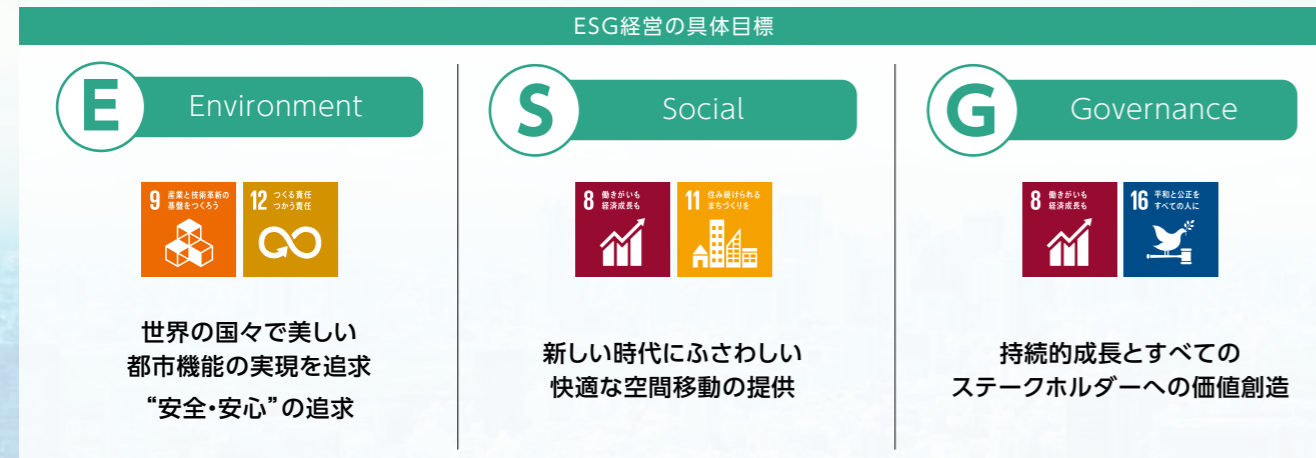 ESG経営の具体目標
E
Environment
9 産業と技術革新の
基盤をつくろう
12 つくる責任
つかう責任
世界の国々で美しい
都市機能の実現を追求
“安全・安心”の追求
S
Social
8 働きがいも
経済成長も
11 住み続けられる
まちづくりを
新しい時代にふさわしい
快適な空間移動の提供
G
Governance
8 働きがいも
経済成長も
16 平和と公正を
すべての人に
持続的成長とすべての
ステークホルダーへの価値創造